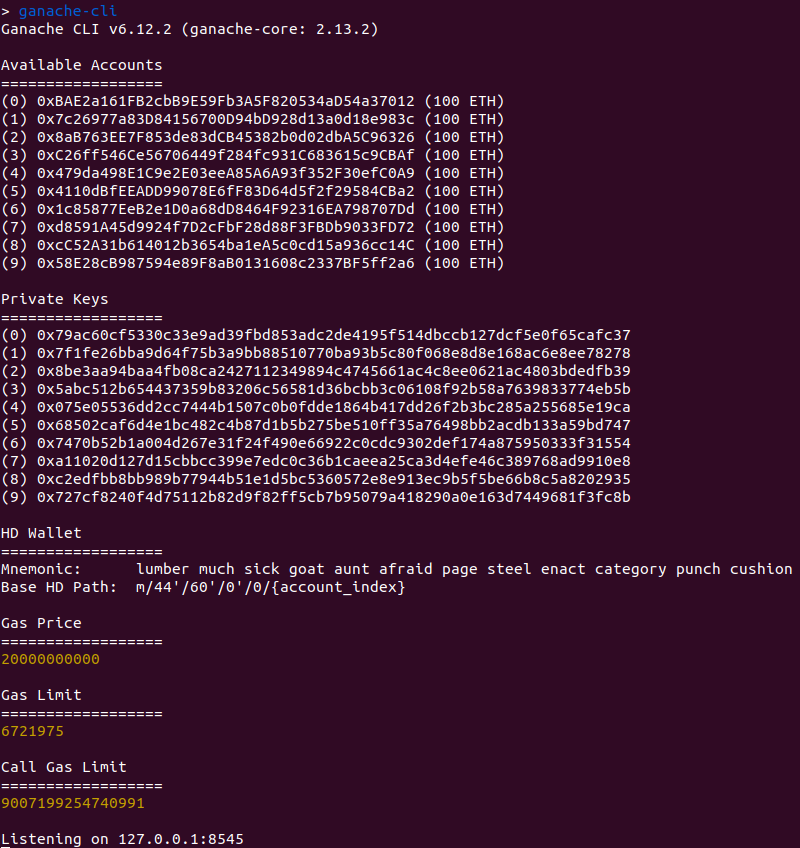 > ganache-cli
Ganache CLI v6.12.2 (ganache-core: 2.13.2)
Available Accounts
==================
(0) 0xBAE2a161FB2cbB9E59Fb3A5F820534aD54a37012 (100 ETH)
(1) 0x7c26977a83D84156700D94bD928d13a0d18e983c (100 ETH)
(2) 0x8aB763EE7F853de83dCB45382b0d02dbA5C96326 (100 ETH)
(3) 0xC26ff546Ce56706449f284fc931C683615c9CBAf (100 ETH)
(4) 0x479da498E1C9e2E03eeA85A6A93f352F30efC0A9 (100 ETH)
(5) 0x4110dBfEEADD99078E6fF83D64d5f2f29584CBa2 (100 ETH)
(6) 0x1c85877EeB2e1D0a68dD8464F92316EA798707Dd (100 ETH)
(7) 0xd8591A45d9924f7D2cFbF28d88F3FBDb9033FD72 (100 ETH)
(8) 0xcC52A31b614012b3654ba1eA5c0cd15a936cc14C (100 ETH)
(9) 0x58E28cB987594e89F8aB0131608c2337BF5ff2a6 (100 ETH)
Private Keys
==================
(0) 0x79ac60cf5330c33e9ad39fbd853adc2de4195f514dbccb127dcf5e0f65cafc37
(1) 0x7f1fe26bba9d64f75b3a9bb88510770ba93b5c80f068e8d8e168ac6e8ee78278
(2) 0x8be3aa94baa4fb08ca2427112349894c4745661ac4c8ee0621ac4803bdedfb39
(3) 0x5abc512b654437359b83206c56581d36bcbb3c06108f92b58a7639833774eb5b
(4) 0x075e05536dd2cc7444b1507c0b0fdde1864b417dd26f2b3bc285a255685e19ca
(5) 0x68502caf6d4e1bc482c4b87d1b5b275be510ff35a76498bb2acdb133a59bd747
(6) 0x7470b52b1a004d267e31f24f490e66922c0cdc9302def174a875950333f31554
(7) 0xa11020d127d15cbbcc399e7edc0c36b1caeea25ca3d4efe46c389768ad9910e8
(8) 0xc2edfbb8bb989b77944b51e1d5bc5360572e8e913ec9b5f5be66b8c5a8202935
(9) 0x727cf8240f4d75112b82d9f82ff5cb7b95079a418290a0e163d7449681f3fc8b
HD Wallet
==================
Mnemonic:      lumber much sick goat aunt afraid page steel enact category punch cushion
Base HD Path:  m/44'/60'/0'/0/{account_index}
Gas Price
==================
20000000000
Gas Limit
==================
6721975
Call Gas Limit
==================
9007199254740991
Listening on 127.0.0.1:8545